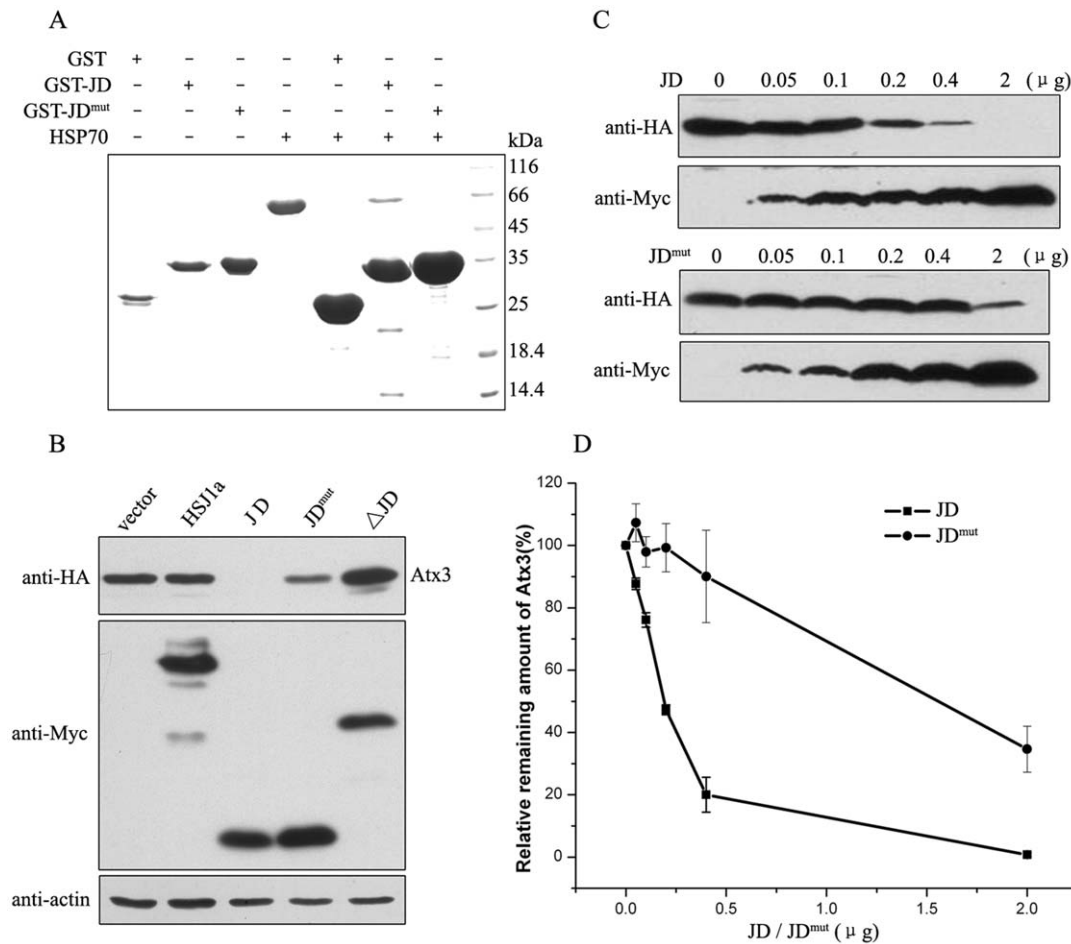 A
GST + − − − + − −
GST-JD − + − − − + −
GST-JDmut − − + − − − +
HSP70 − − − + + + +
kDa
116
66
45
35
25
18.4
14.4
B
vector HSJ1a JD JDmut △JD
anti-HA Atx3
anti-Myc
anti-actin
C
JD 0 0.05 0.1 0.2 0.4 2 (μg)
anti-HA
anti-Myc
JDmut 0 0.05 0.1 0.2 0.4 2 (μg)
anti-HA
anti-Myc
D
Relative remaining amount of Atx3(%)
120
100
80
60
40
20
0
JD
JDmut
0.0 0.5 1.0 1.5 2.0
JD / JDmut (μg)